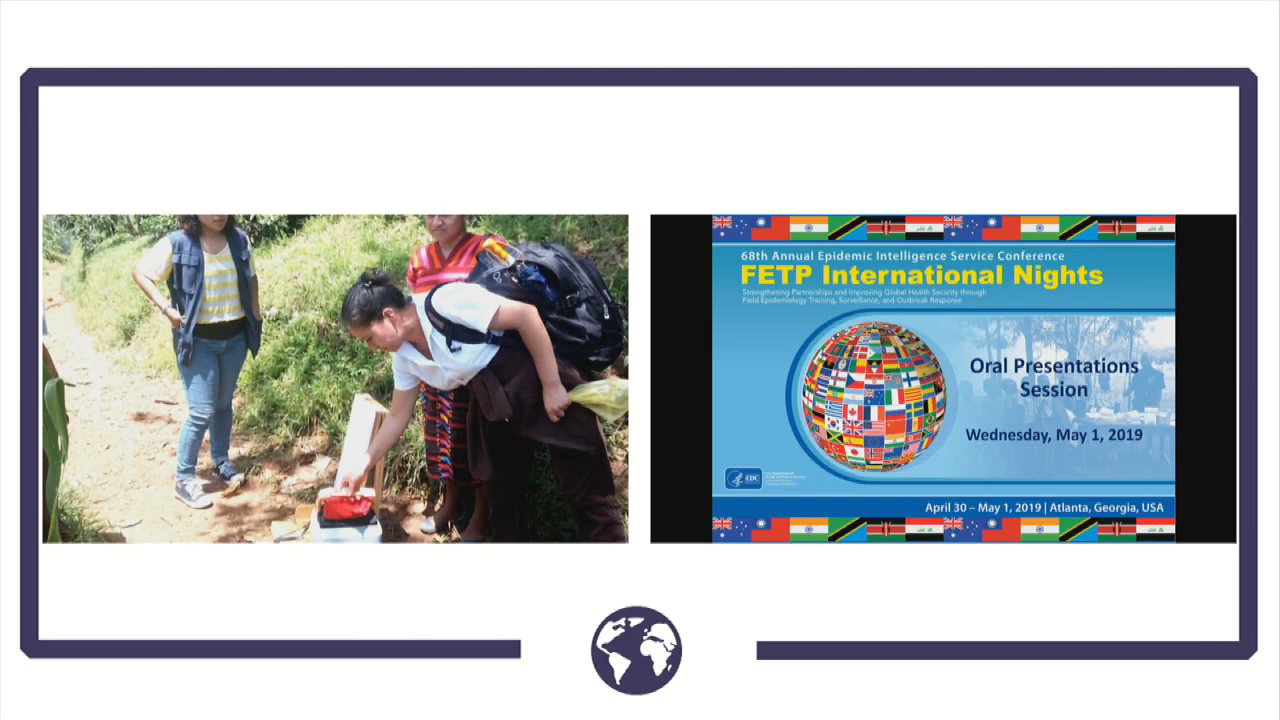 68th Annual Epidemic Intelligence Service Conference
FETP International Nights
Strengthening Partnerships and Improving Global Health Security through
Field Epidemiology Training, Surveillance, and Outbreak Response
Oral Presentations
Session
Wednesday, May 1, 2019
CDC
April 30 – May 1, 2019 | Atlanta, Georgia, USA